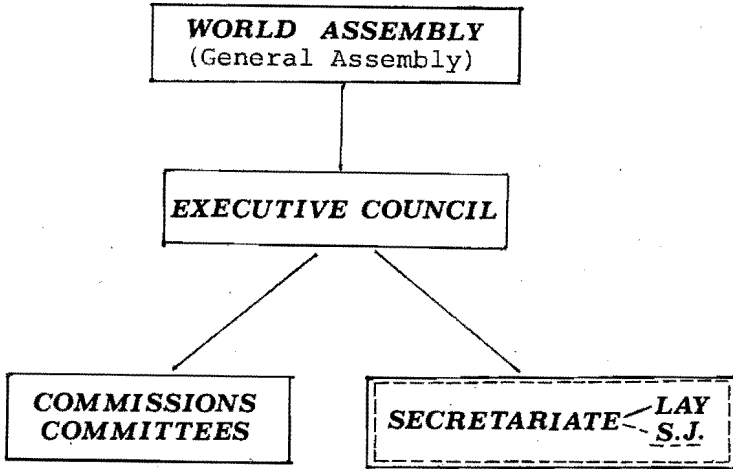 WORLD ASSEMBLY
(General Assembly)
EXECUTIVE COUNCIL
COMMISSIONS
COMMITTEES
SECRETARIATE
LAY
S.J.